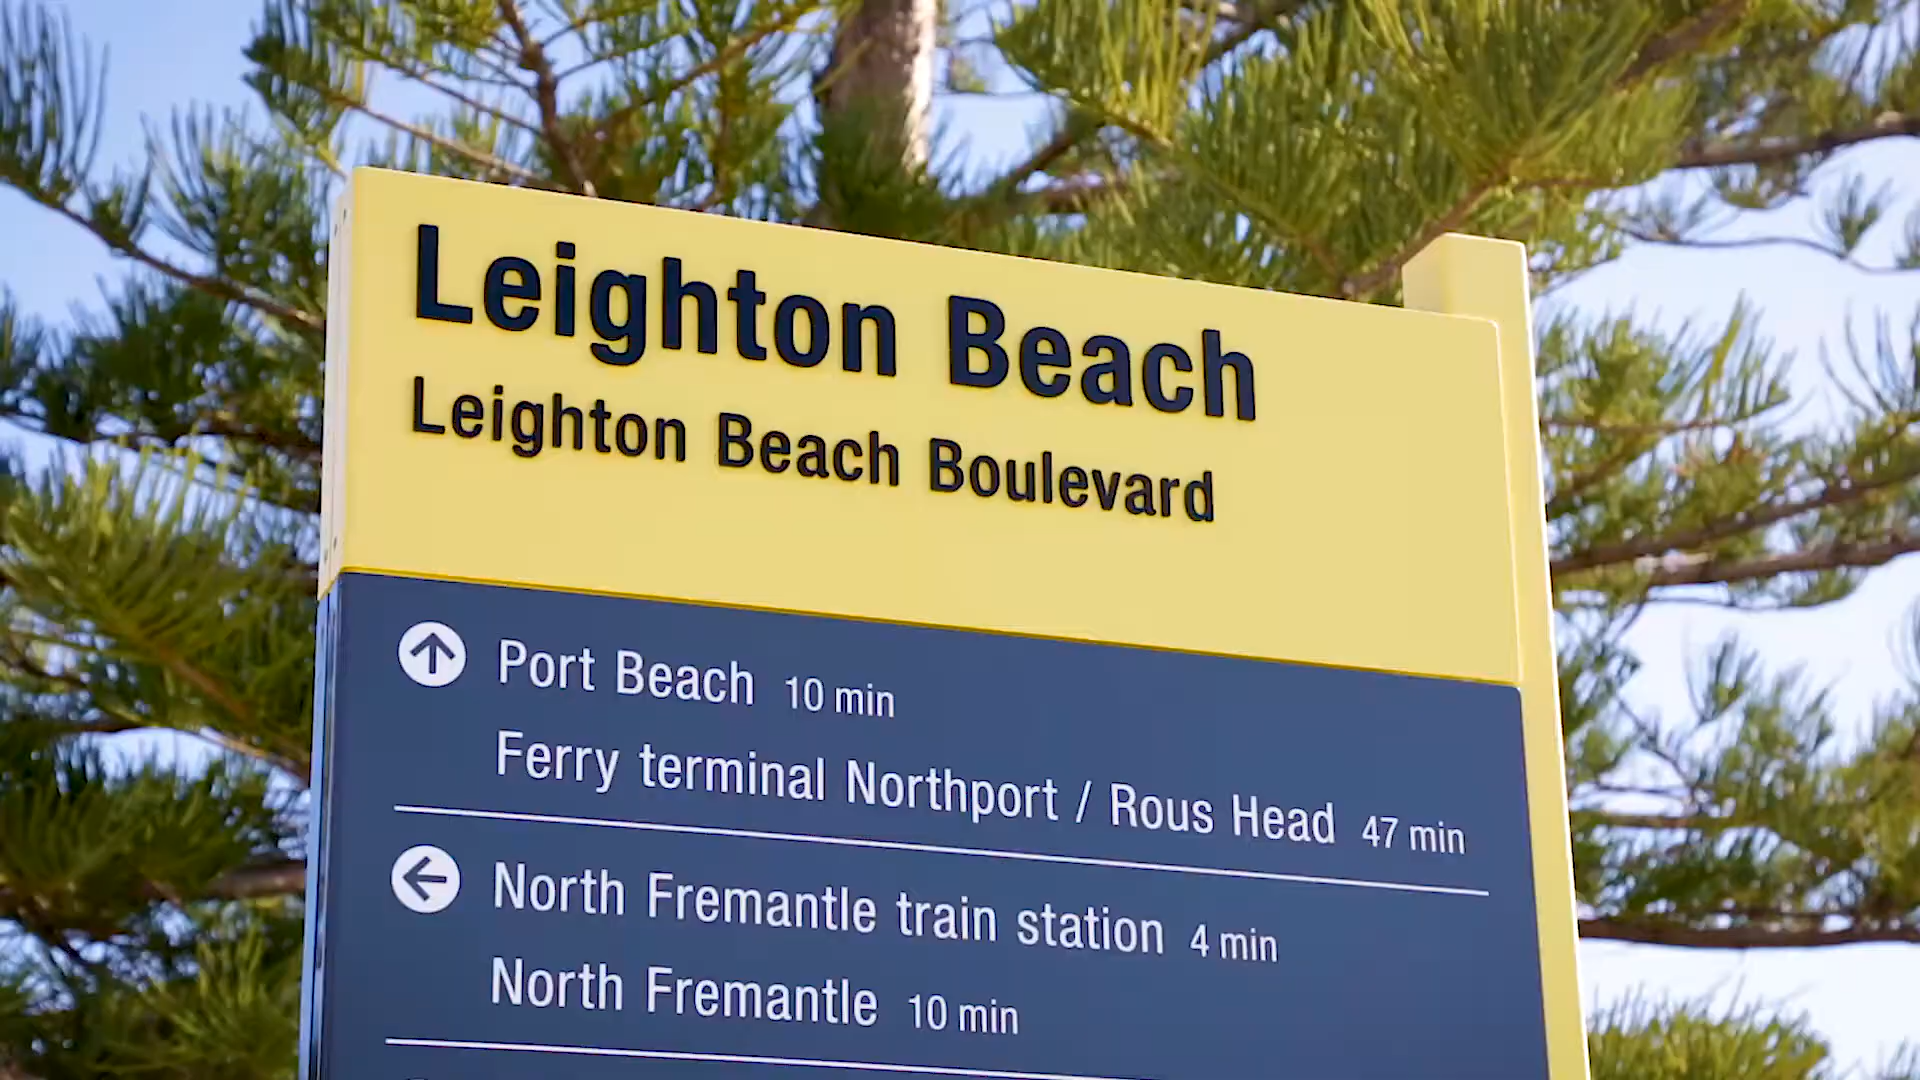 Leighton Beach
Leighton Beach Boulevard
Port Beach 10 min
Ferry terminal Northport / Rous Head 47 min
North Fremantle train station 4 min
North Fremantle 10 min